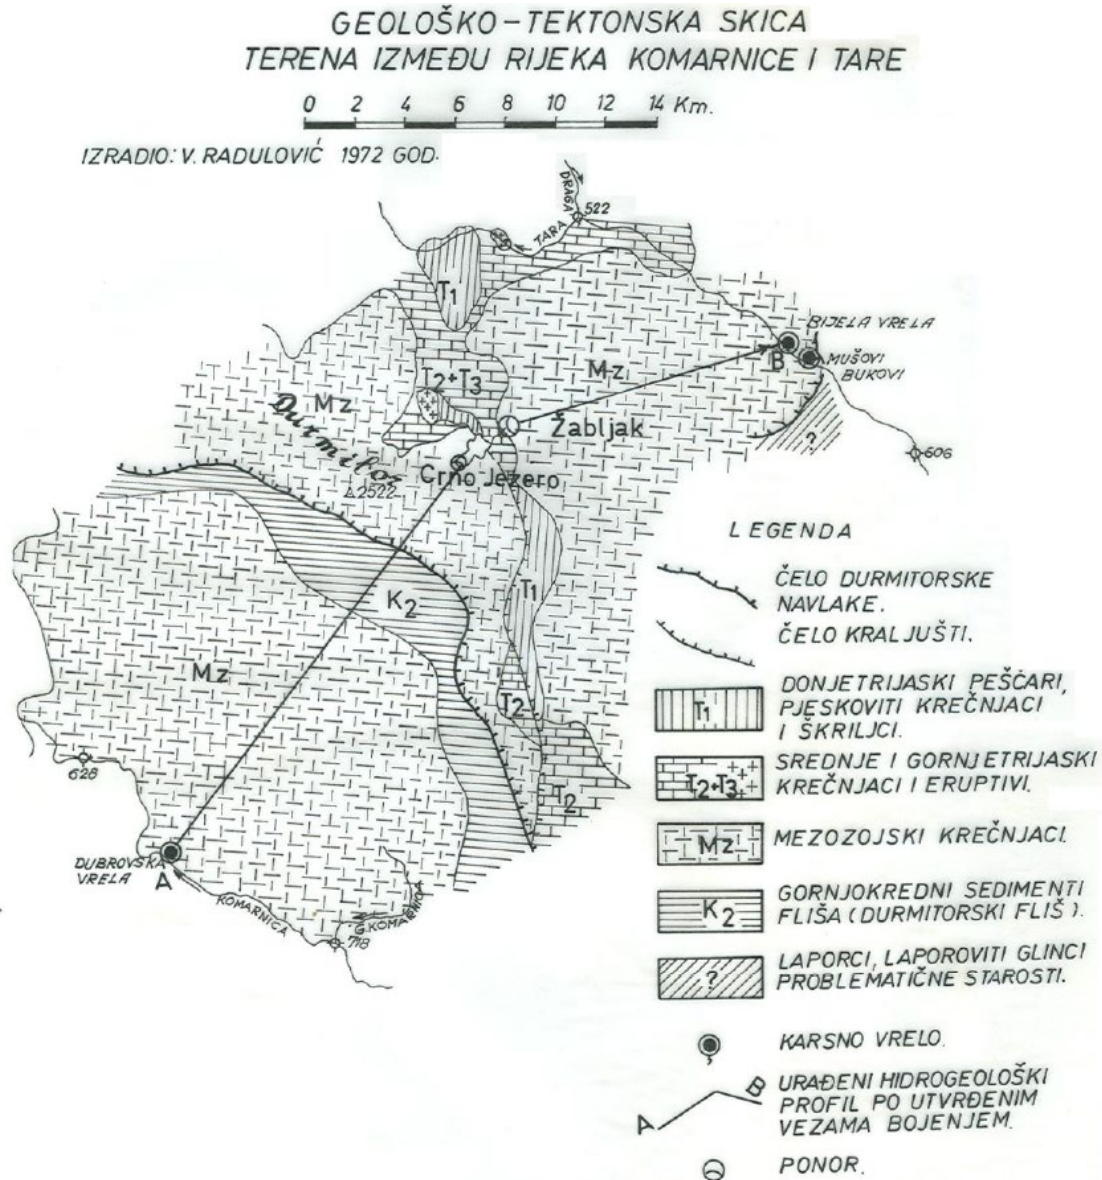 GEOLOŠKO-TEKTONSKA SKICA
TERENA IZMEĐU RIJEKA KOMARNICE I TARE
0 2 4 6 8 10 12 14 Km.
IZRADIO: V. RADULOVIĆ 1972 GOD.
DRAGA
522
TARA
T1
BIJELA VRELA
B
MUŠOVI
BUKOVI
Mz
T2+T3
Mz
Durmitor
Žabljak
?
606
Crno Jezero
2522
K2
T1
Mz
T2
628
T2
DUBROVSKA
VRELA
A
KOMARNICA
G. KOMARNICA
718
LEGENDA
ČELO DURMITORSKE
NAVLAKE.
ČELO KRALJUŠTI.
T1
DONJETRIJASKI PEŠČARI,
PJESKOVITI KREČNJACI
I ŠKRILJCI.
T2+T3
SREDNJE I GORNJETRIJASKI
KREČNJACI I ERUPTIVI.
Mz
MEZOZOJSKI KREČNJACI.
K2
GORNJOKREDNI SEDIMENTI
FLIŠA (DURMITORSKI FLIŠ).
?
LAPORCI, LAPOROVITI GLINCI
PROBLEMATIČNE STAROSTI.
KARSNO VRELO.
A B
URAĐENI HIDROGEOLOŠKI
PROFIL PO UTVRĐENIM
VEZAMA BOJENJEM.
PONOR.